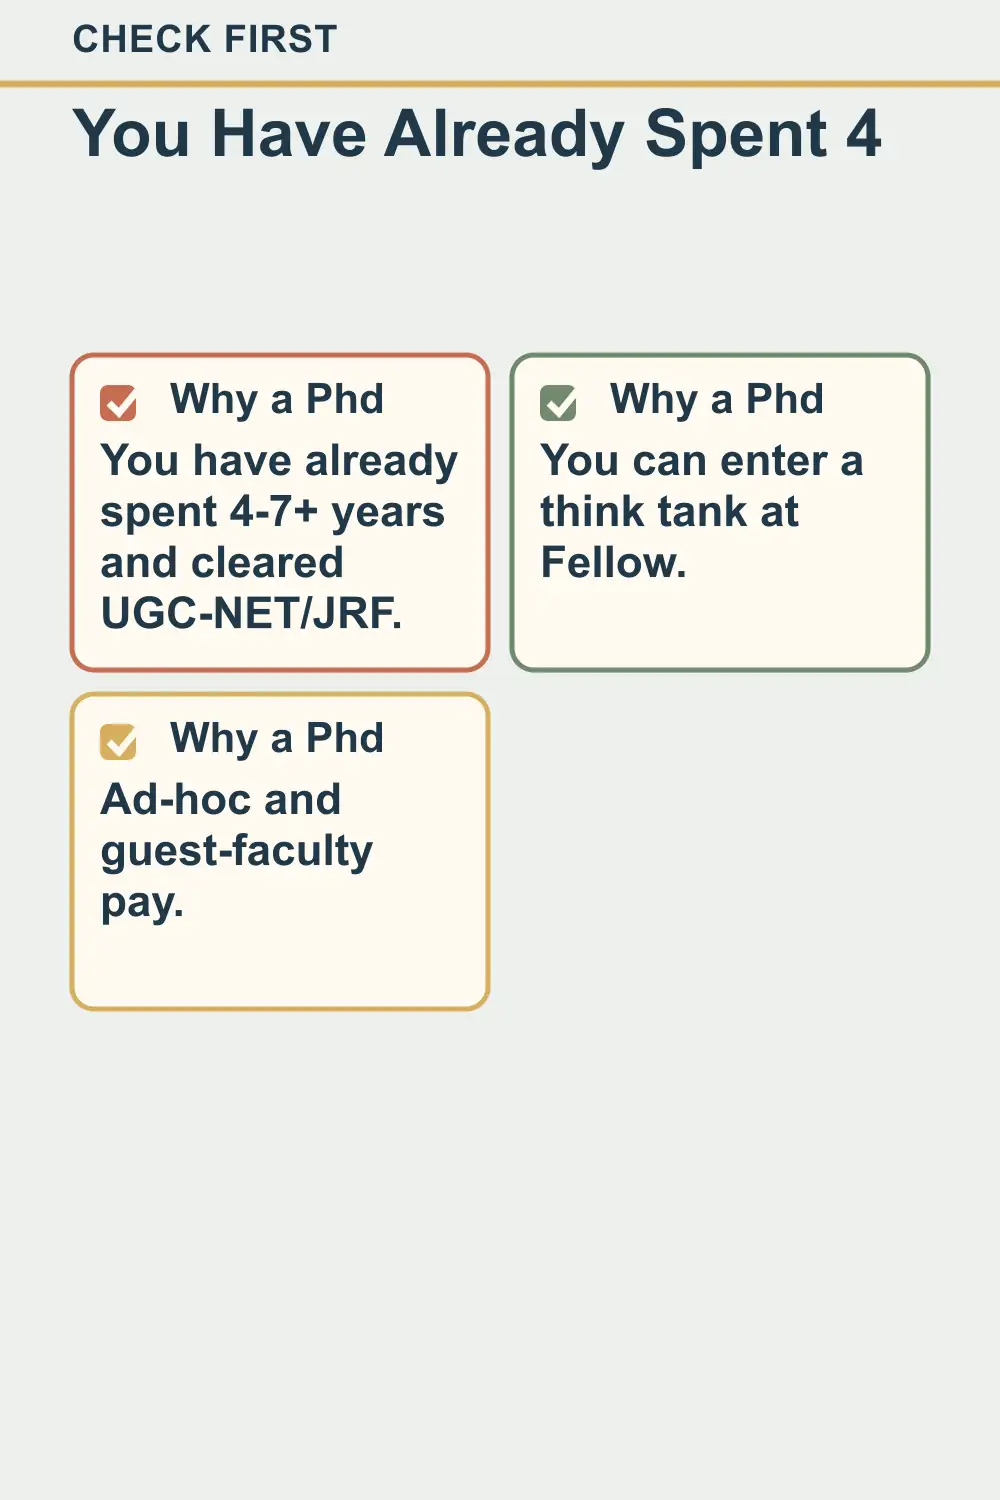 CHECK FIRST
You Have Already Spent 4
Why a Phd
You have already
spent 4-7+ years
and cleared
UGC-NET/JRF.
Why a Phd
You can enter a
think tank at
Fellow.
Why a Phd
Ad-hoc and
guest-faculty
pay.